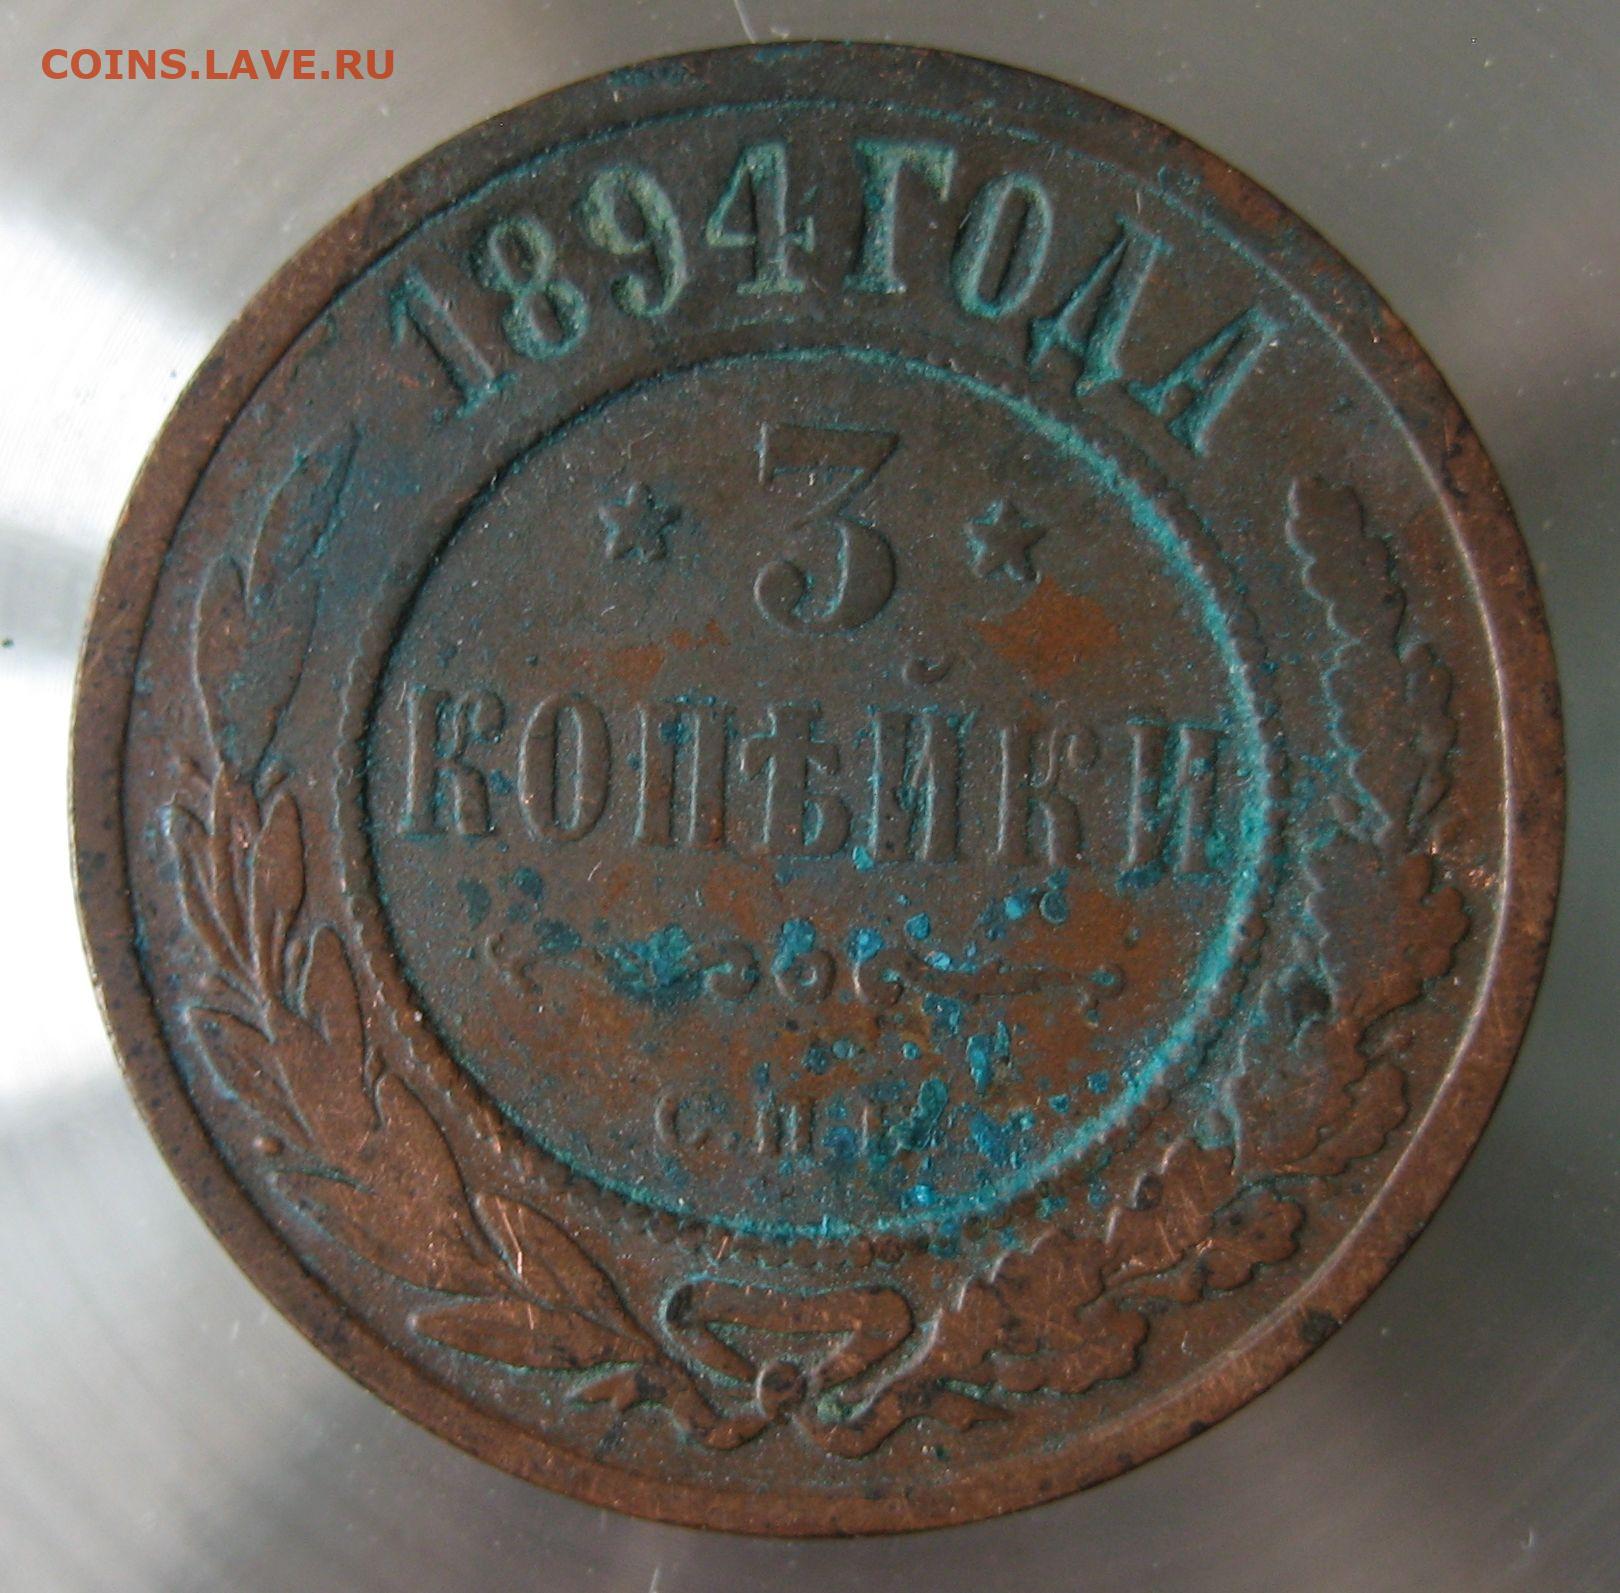 COINS.LAVE.RU
1894 ГОДА
* 3 *
КОПѢЙКИ
С.П.Б.